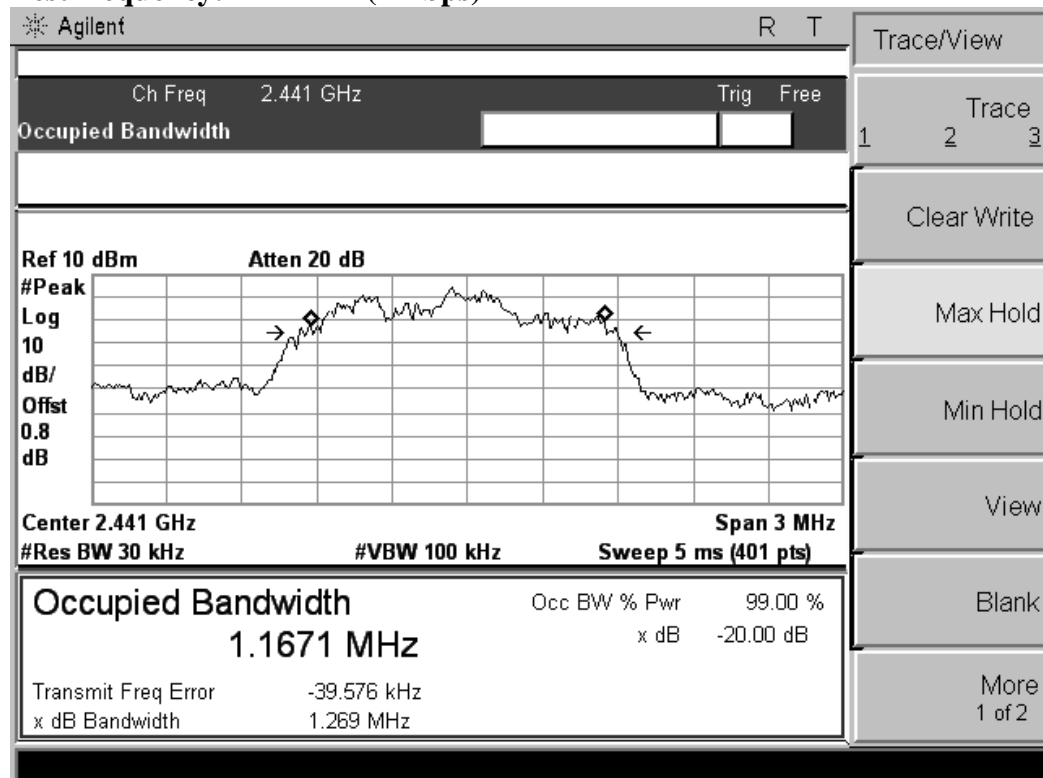 Agilent R T
Trace/View
Ch Freq 2.441 GHz Trig Free
Occupied Bandwidth
Trace
1 2 3
Clear Write
Max Hold
Min Hold
View
Blank
More
1 of 2
Ref 10 dBm Atten 20 dB
#Peak
Log
10
dB/
Offst
0.8
dB
Center 2.441 GHz Span 3 MHz
#Res BW 30 kHz #VBW 100 kHz Sweep 5 ms (401 pts)
Occupied Bandwidth Occ BW % Pwr 99.00 %
1.1671 MHz x dB -20.00 dB
Transmit Freq Error -39.576 kHz
x dB Bandwidth 1.269 MHz